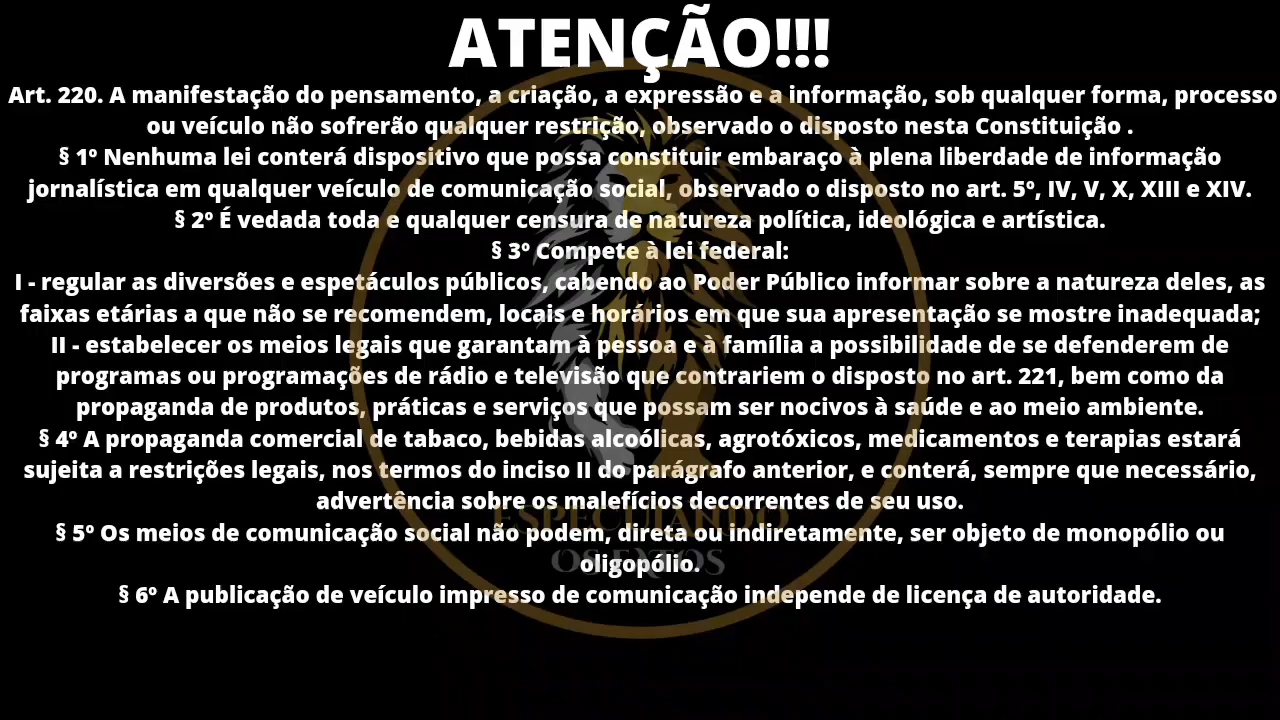 ATENÇÃO!!!
Art. 220. A manifestação do pensamento, a criação, a expressão e a informação, sob qualquer forma, processo
ou veículo não sofrerão qualquer restrição, observado o disposto nesta Constituição .
§ 1º Nenhuma lei conterá dispositivo que possa constituir embaraço à plena liberdade de informação
jornalística em qualquer veículo de comunicação social, observado o disposto no art. 5º, IV, V, X, XIII e XIV.
§ 2º É vedada toda e qualquer censura de natureza política, ideológica e artística.
§ 3º Compete à lei federal:
I - regular as diversões e espetáculos públicos, cabendo ao Poder Público informar sobre a natureza deles, as
faixas etárias a que não se recomendem, locais e horários em que sua apresentação se mostre inadequada;
II - estabelecer os meios legais que garantam à pessoa e à família a possibilidade de se defenderem de
programas ou programações de rádio e televisão que contrariem o disposto no art. 221, bem como da
propaganda de produtos, práticas e serviços que possam ser nocivos à saúde e ao meio ambiente.
§ 4º A propaganda comercial de tabaco, bebidas alcoólicas, agrotóxicos, medicamentos e terapias estará
sujeita a restrições legais, nos termos do inciso II do parágrafo anterior, e conterá, sempre que necessário,
advertência sobre os malefícios decorrentes de seu uso.
ESPECULANDO
§ 5º Os meios de comunicação social não podem, direta ou indiretamente, ser objeto de monopólio ou
OS
oligopólio.
§ 6º A publicação de veículo impresso de comunicação independe de licença de autoridade.